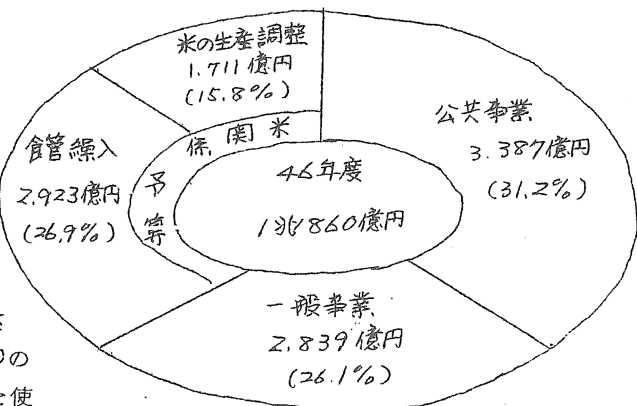 米の生産調整
1.711億円
(15.8%)
公共事業
3.387億円
(31.2%)
食管繰入
2.923億円
(26.9%)
米関係予算
46年度
1兆860億円
一般事業
2.839億円
(26.1%)
の
使